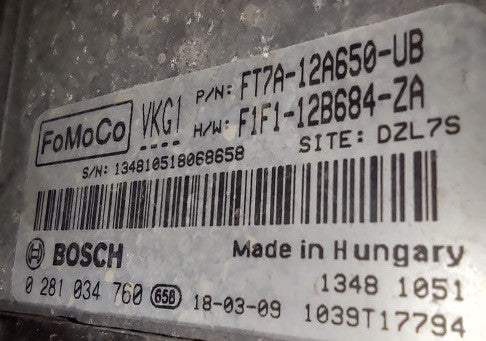 FoMoCo VKG1 P/N: FT7A-12A650-UB
H/W: F1F1-12B684-ZA
S/N: 134810518068658 SITE: DZL7S
BOSCH Made in Hungary
0 281 034 760 658 18-03-09 1348 1051
1039T17794